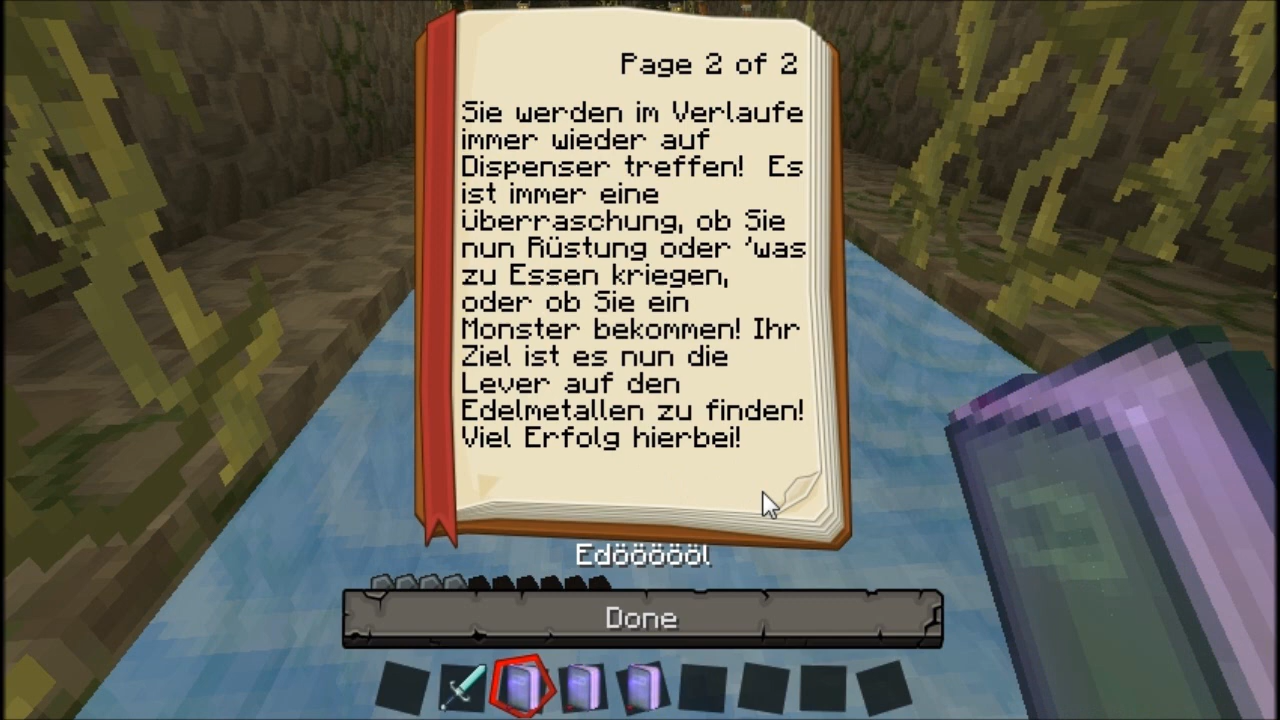 Page 2 of 2
Sie werden im Verlaufe
immer wieder auf
Dispenser treffen!  Es
ist immer eine
Überraschung, ob Sie
nun Rüstung oder 'was
zu Essen kriegen,
oder ob Sie ein
Monster bekommen! Ihr
Ziel ist es nun die
Lever auf den
Edelmetallen zu finden!
Viel Erfolg hierbei!
Edöööööl
Done